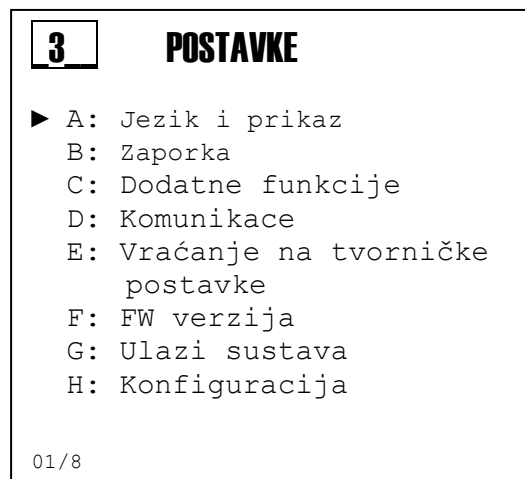 3 POSTAVKE
► A: Jezik i prikaz
B: Zaporka
C: Dodatne funkcije
D: Komunikace
E: Vraćanje na tvorničke
postavke
F: FW verzija
G: Ulazi sustava
H: Konfiguracija
01/8